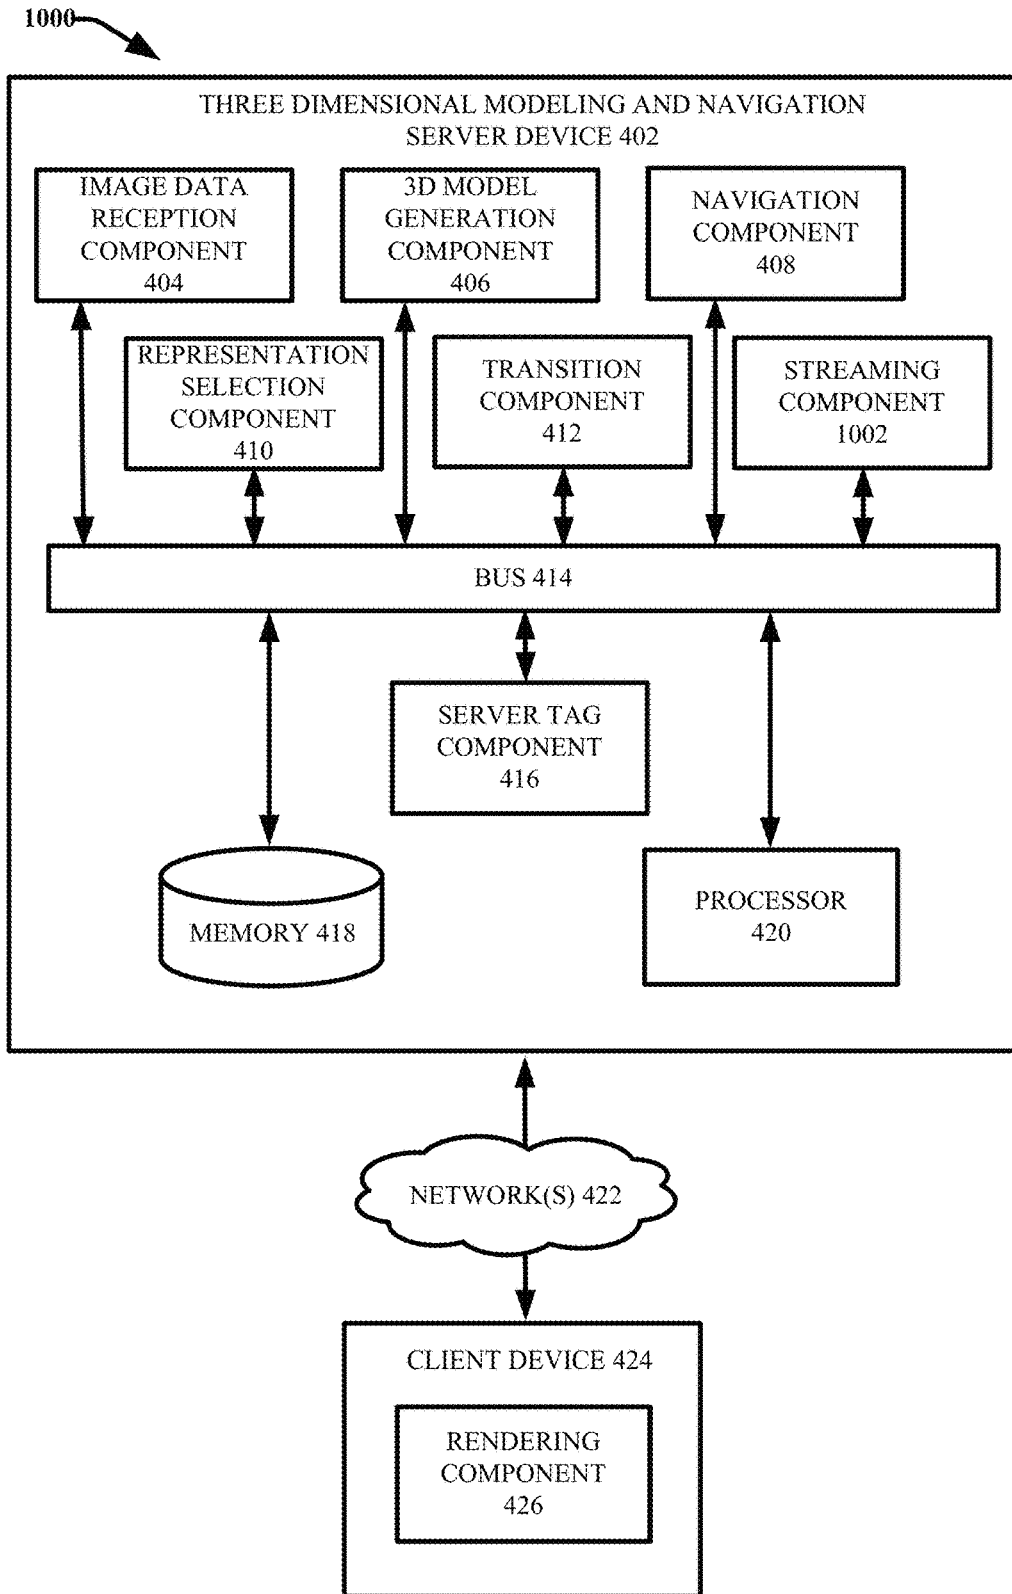 1000
THREE DIMENSIONAL MODELING AND NAVIGATION
SERVER DEVICE 402
IMAGE DATA
RECEPTION
COMPONENT
404
3D MODEL
GENERATION
COMPONENT
406
NAVIGATION
COMPONENT
408
REPRESENTATION
SELECTION
COMPONENT
410
TRANSITION
COMPONENT
412
STREAMING
COMPONENT
1002
BUS 414
SERVER TAG
COMPONENT
416
MEMORY 418
PROCESSOR
420
NETWORK(S) 422
CLIENT DEVICE 424
RENDERING
COMPONENT
426